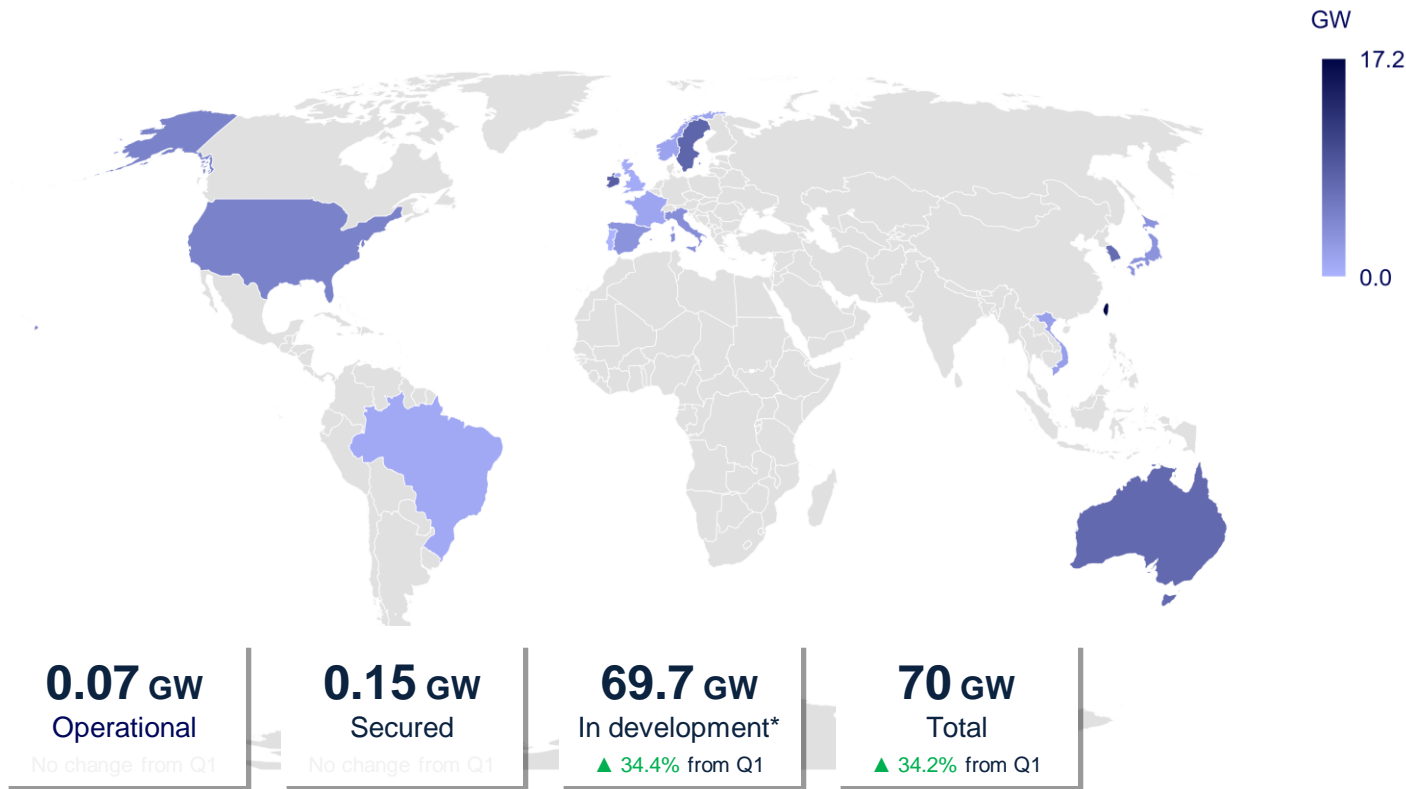 GW
17.2
0.0
0.07 GW
Operational
No change from Q1
0.15 GW
Secured
No change from Q1
69.7 GW
In development*
▲ 34.4% from Q1
70 GW
Total
▲ 34.2% from Q1